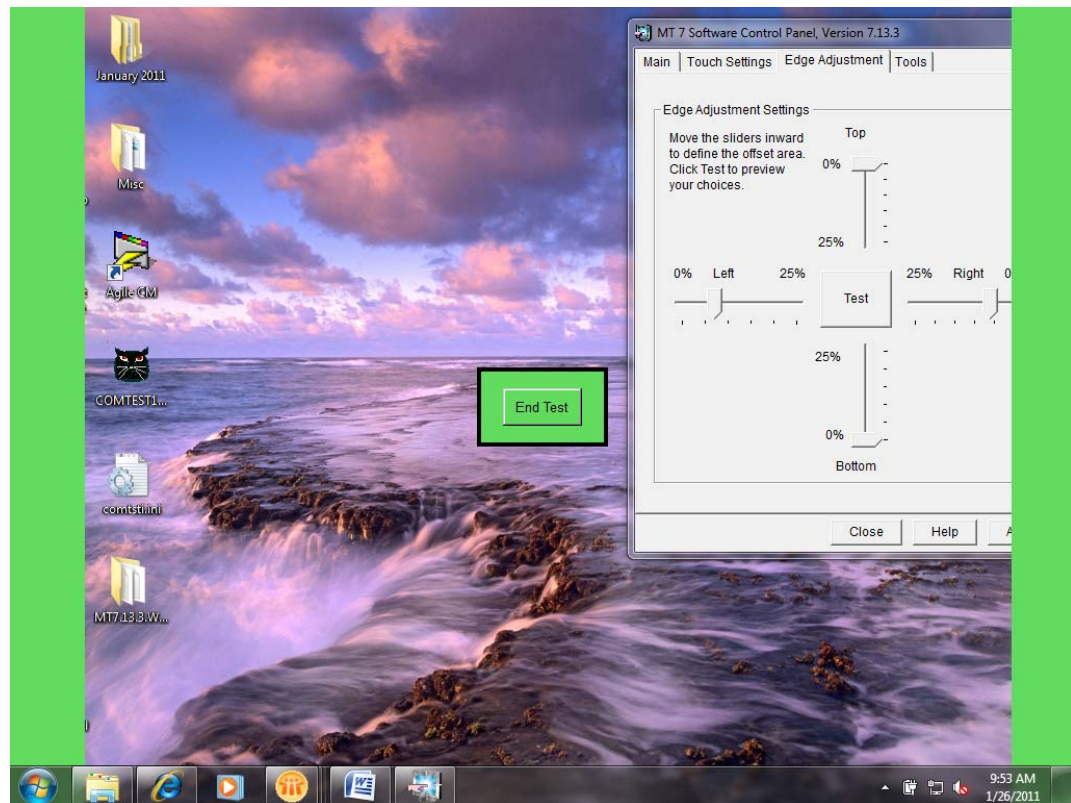 January 2011
Misc
Agile CM
COMTEST1...
comtsti.ini
MT7.13.3.W...
End Test
MT 7 Software Control Panel, Version 7.13.3
Main
Touch Settings
Edge Adjustment
Tools
Edge Adjustment Settings
Move the sliders inward
to define the offset area.
Click Test to preview
your choices.
Top
0%
25%
0% Left 25%
Test
25% Right 0
25%
0%
Bottom
Close
Help
A
9:53 AM
1/26/2011